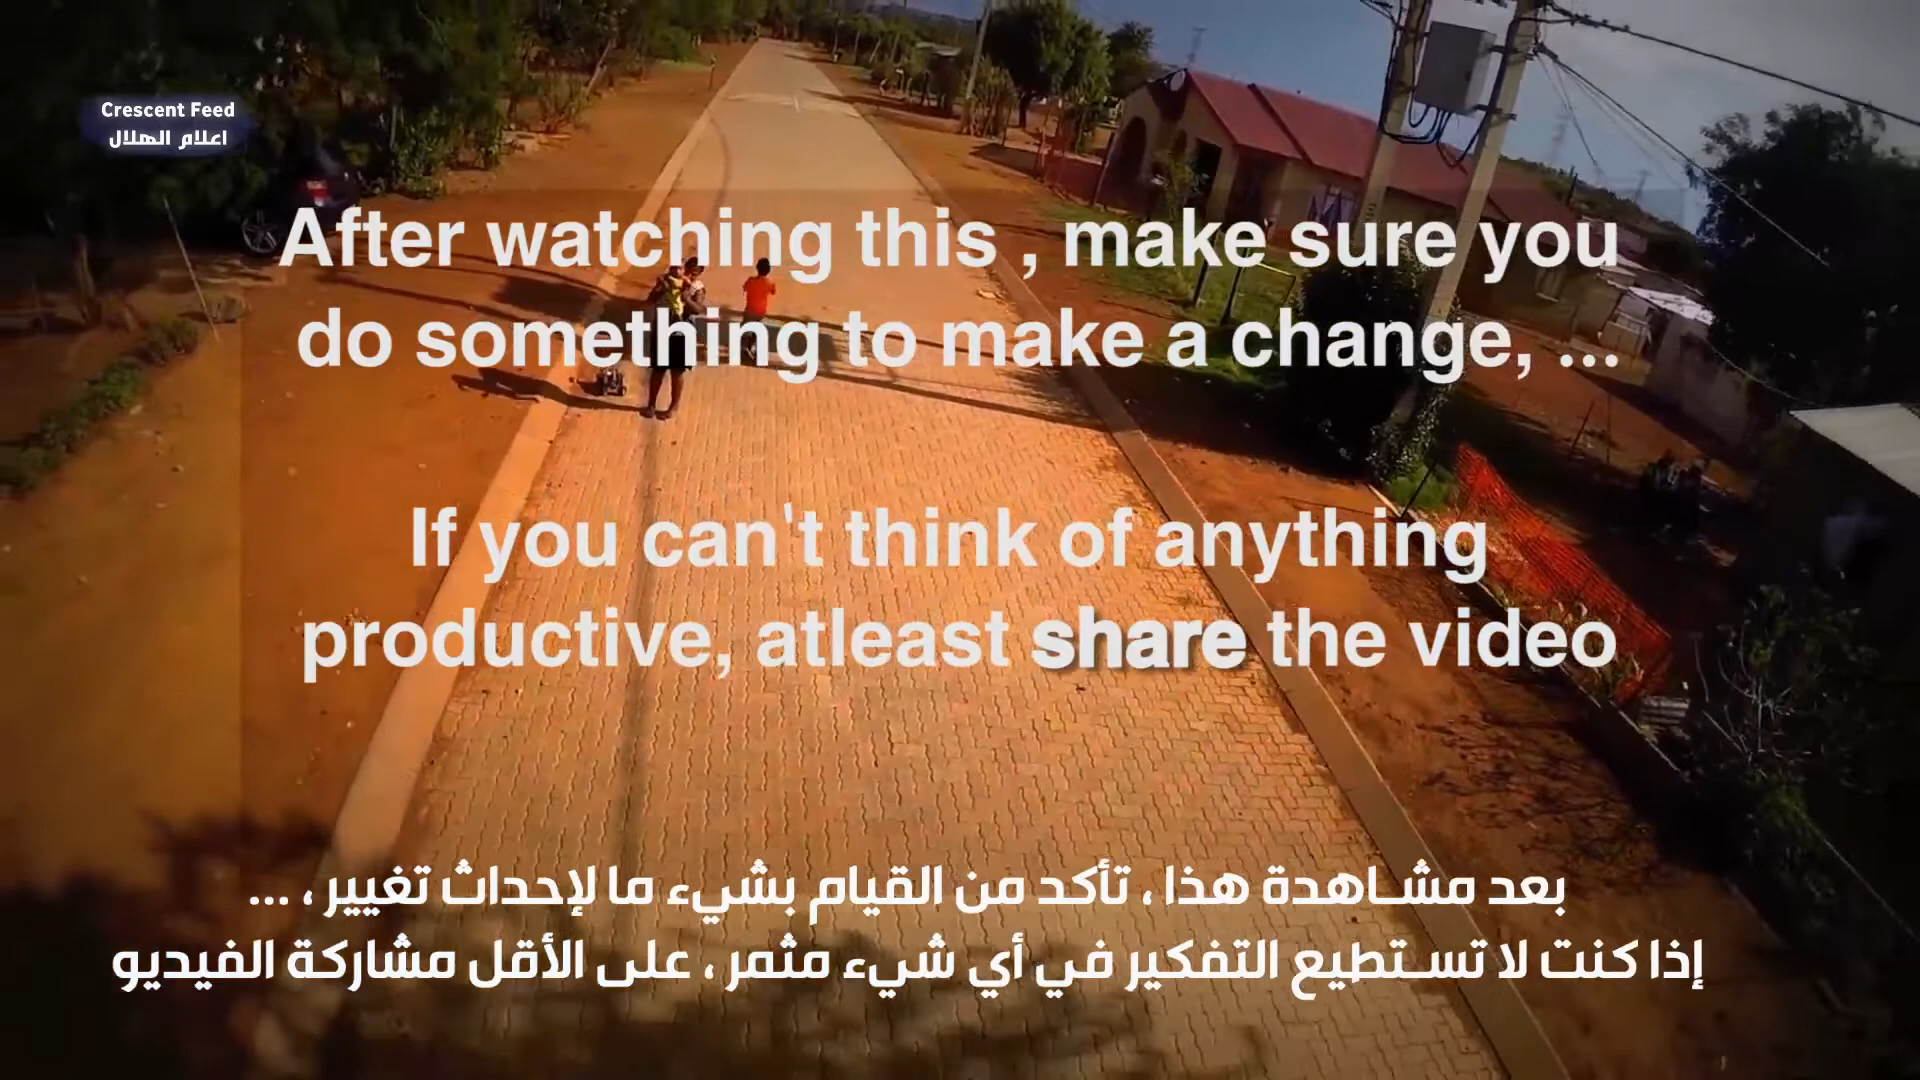 Crescent Feed
اعلام الهلال
After watching this , make sure you
do something to make a change, ...
If you can't think of anything
productive, atleast share the video
بعد مشاهدة هذا ، تأكد من القيام بشيء ما لإحداث تغيير ، ...
إذا كنت لا تستطيع التفكير في أي شيء مثمر ، على الأقل مشاركة الفيديو